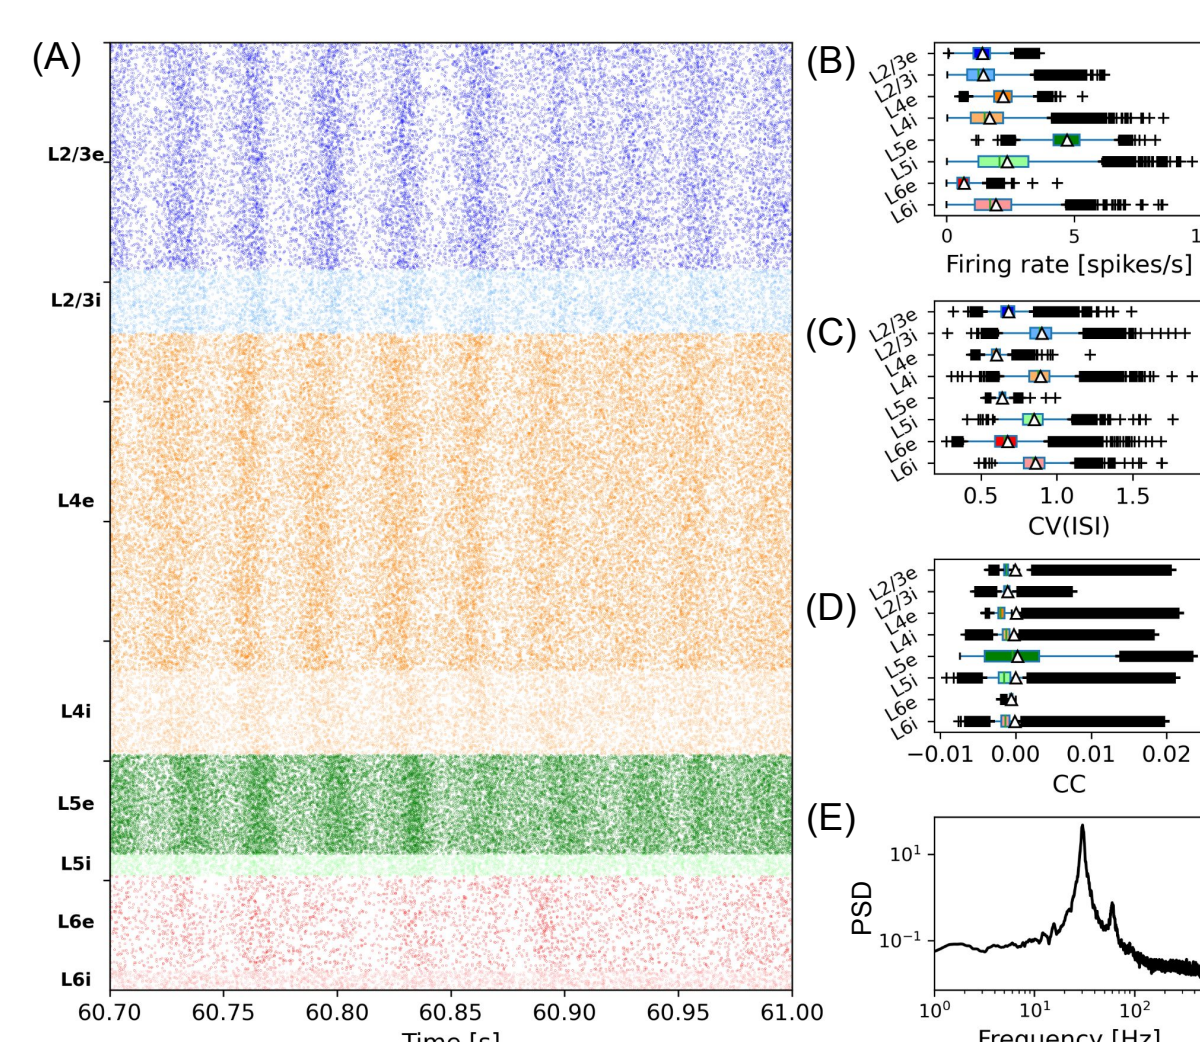 (A)
L2/3e
L2/3i
L4e
L4i
L5e
L5i
L6e
L6i
60.70 60.75 60.80 60.85 60.90 60.95 61.00
Time [s]
(B)
L2/3e
L2/3i
L4e
L4i
L5e
L5i
L6e
L6i
0 5 1
Firing rate [spikes/s]
(C)
L2/3e
L2/3i
L4e
L4i
L5e
L5i
L6e
L6i
0.5 1.0 1.5
CV(ISI)
(D)
L2/3e
L2/3i
L4e
L4i
L5e
L5i
L6e
L6i
−0.01 0.00 0.01 0.02
CC
(E)
PSD
10¹
10⁻¹
10⁰ 10¹ 10²
Frequency [Hz]